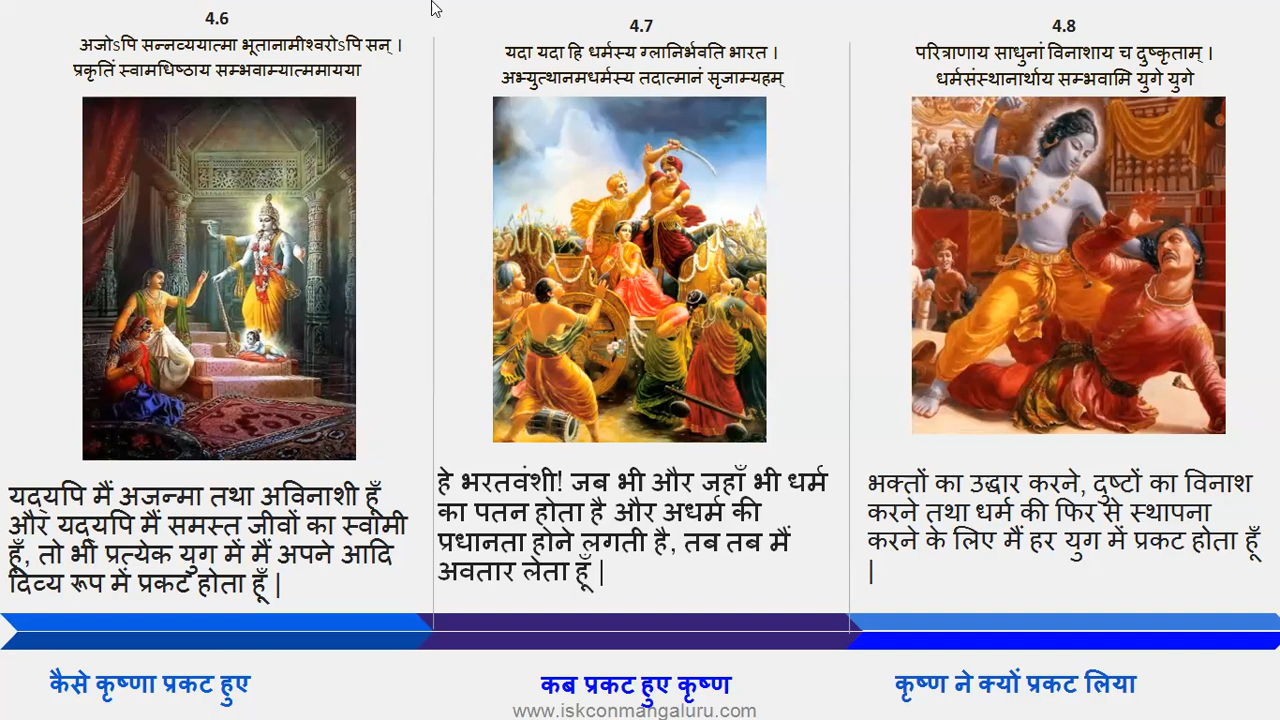 4.6
अजोऽपि सन्नव्ययात्मा भूतानामीश्वरोऽपि सन् ।
प्रकृतिं स्वामधिष्ठाय सम्भवाम्यात्ममायया
यद्यपि मैं अजन्मा तथा अविनाशी हूँ
और यद्यपि मैं समस्त जीवों का स्वामी
हूँ, तो भी प्रत्येक युग में मैं अपने आदि
दिव्य रूप में प्रकट होता हूँ |
कैसे कृष्णा प्रकट हुए
4.7
यदा यदा हि धर्मस्य ग्लानिर्भवति भारत ।
अभ्युत्थानमधर्मस्य तदात्मानं सृजाम्यहम्
हे भरतवंशी! जब भी और जहाँ भी धर्म
का पतन होता है और अधर्म की
प्रधानता होने लगती है, तब तब मैं
अवतार लेता हूँ |
कब प्रकट हुए कृष्ण
4.8
परित्राणाय साधुनां विनाशाय च दुष्कृताम् ।
धर्मसंस्थानार्थाय सम्भवामि युगे युगे
भक्तों का उद्धार करने, दुष्टों का विनाश
करने तथा धर्म की फिर से स्थापना
करने के लिए मैं हर युग में प्रकट होता हूँ
|
कृष्ण ने क्यों प्रकट लिया
www.iskconmangaluru.com